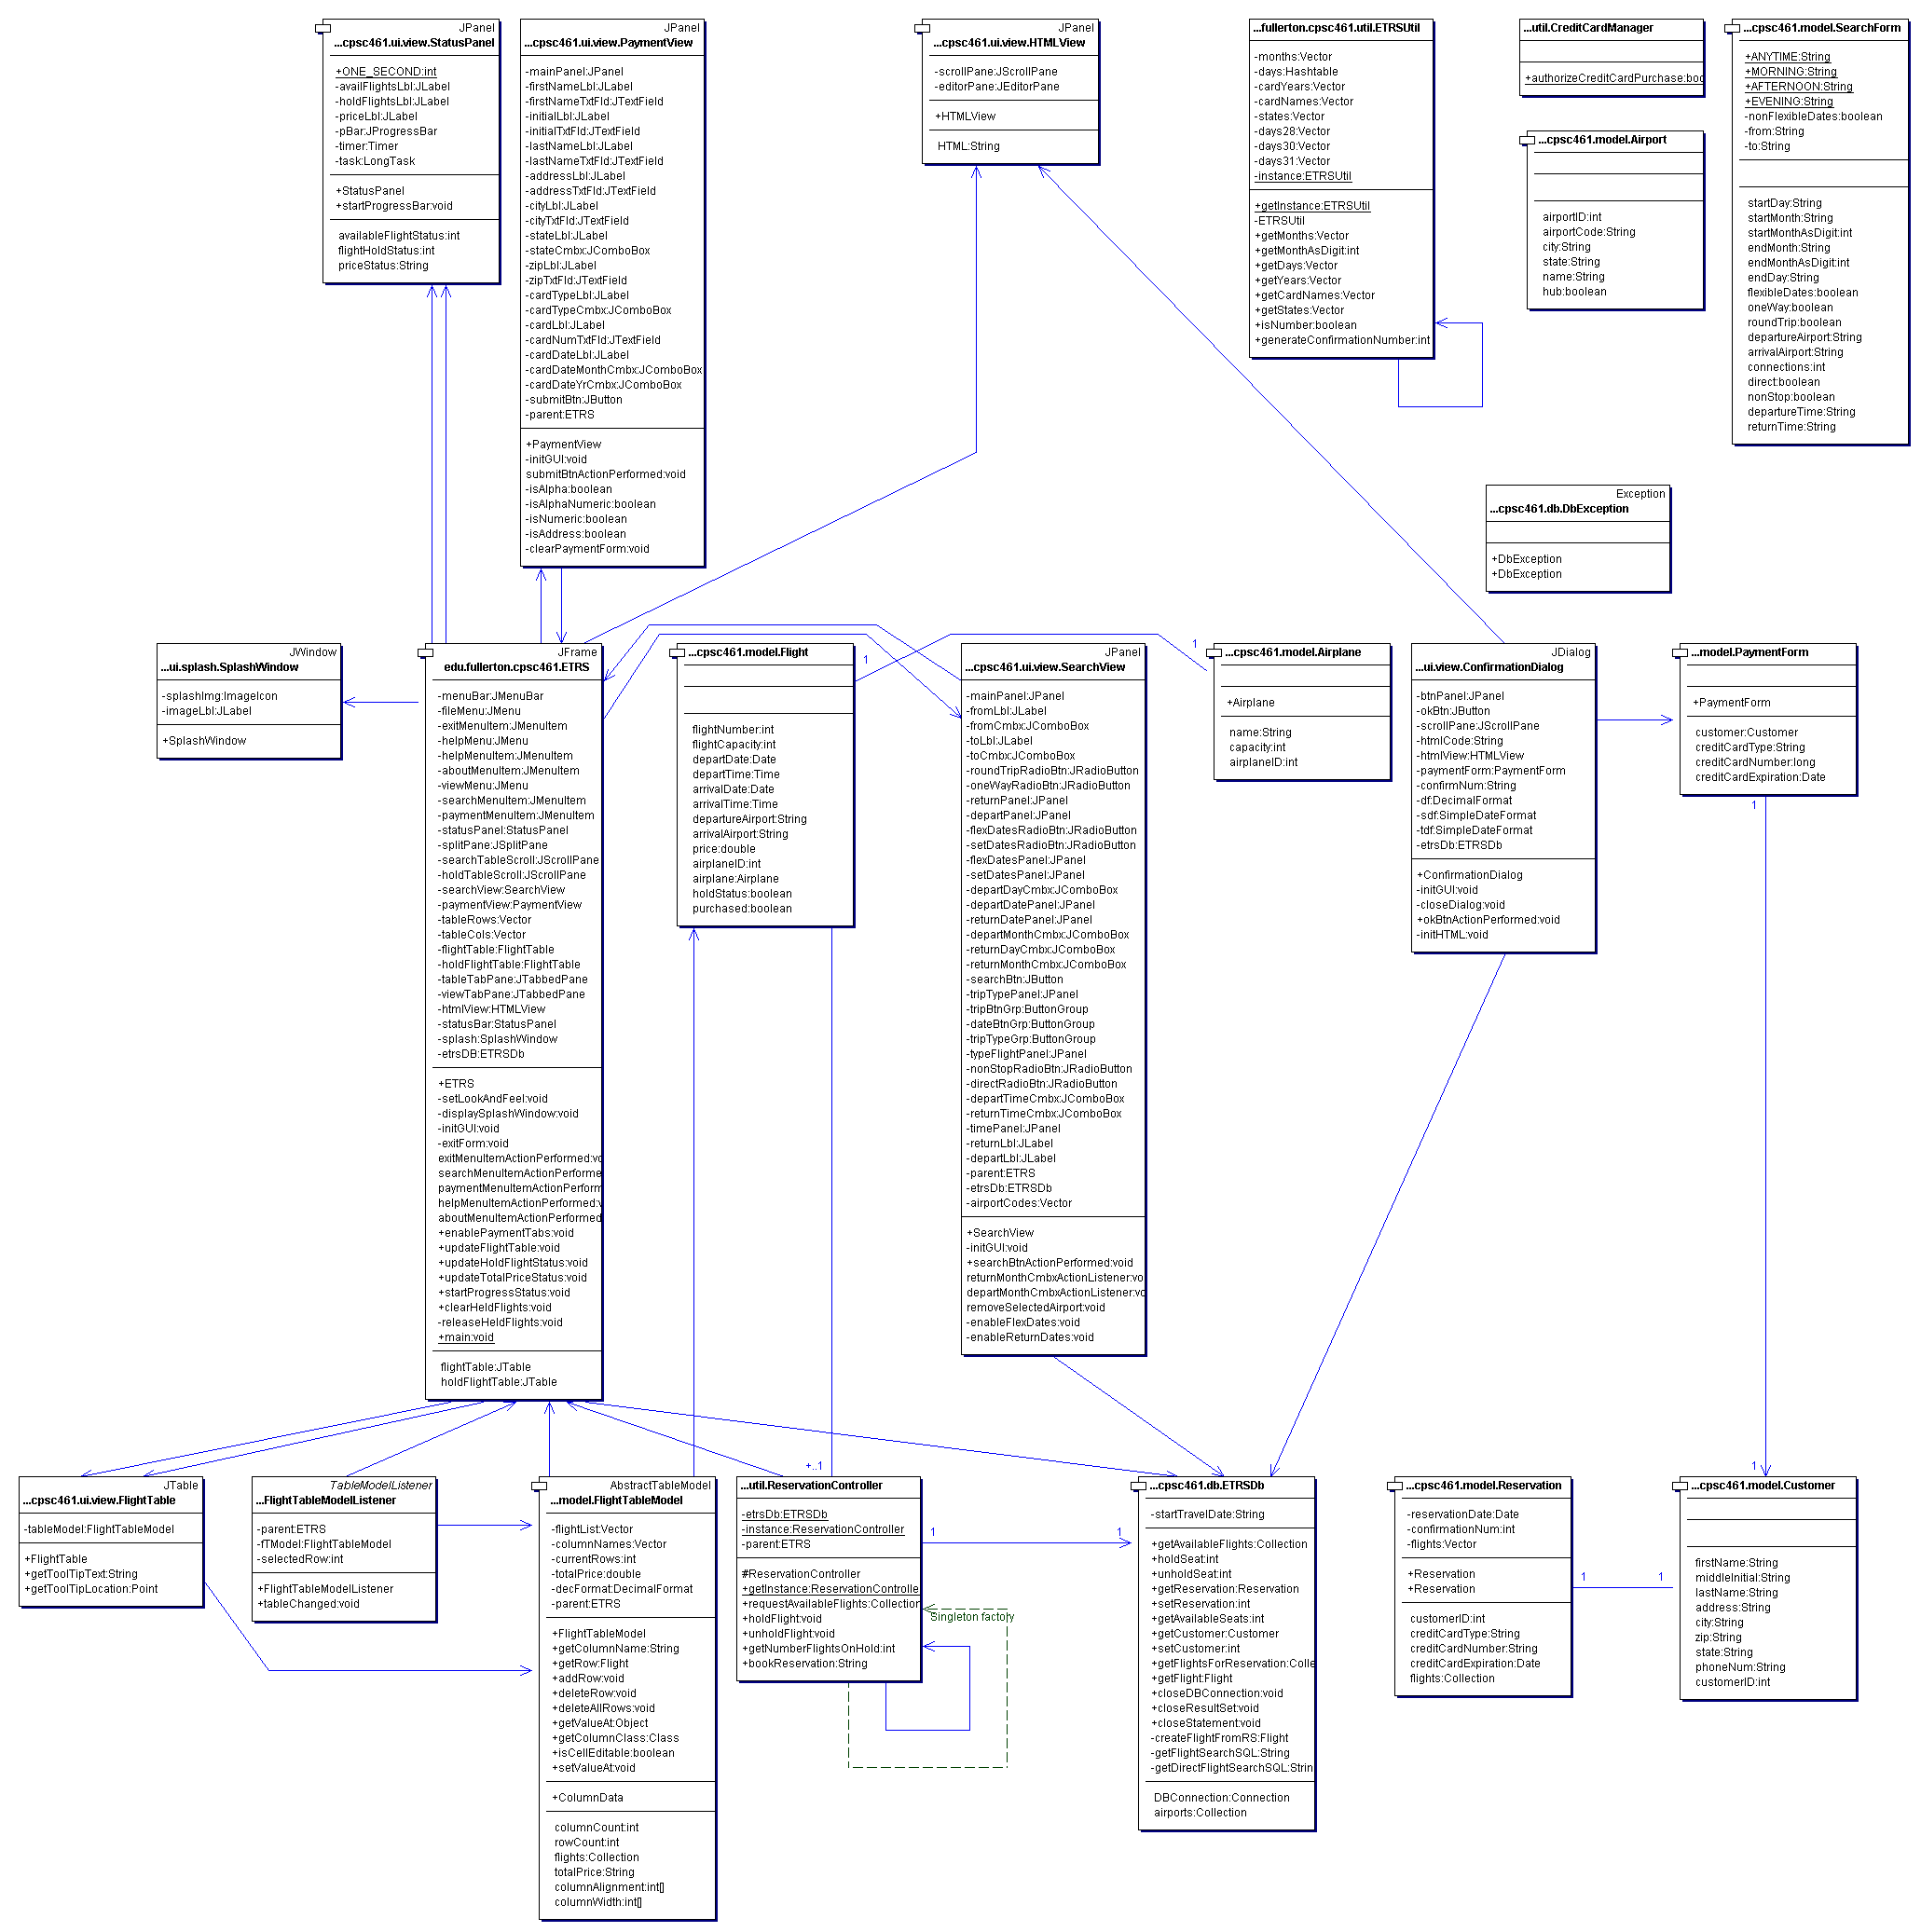 JPanel
...cpsc461.ui.view.StatusPanel
+ONE_SECOND:int
-availFlightsLbl:JLabel
-holdFlightsLbl:JLabel
-priceLbl:JLabel
-pBar:JProgressBar
-timer:Timer
-task:LongTask
+StatusPanel
+startProgressBar:void
availableFlightStatus:int
flightHoldStatus:int
priceStatus:String
JPanel
...cpsc461.ui.view.PaymentView
-mainPanel:JPanel
-firstNameLbl:JLabel
-firstNameTxtFld:JTextField
-initialLbl:JLabel
-initialTxtFld:JTextField
-lastNameLbl:JLabel
-lastNameTxtFld:JTextField
-addressLbl:JLabel
-addressTxtFld:JTextField
-cityLbl:JLabel
-cityTxtFld:JTextField
-stateLbl:JLabel
-stateCmbx:JComboBox
-zipLbl:JLabel
-zipTxtFld:JTextField
-cardTypeLbl:JLabel
-cardTypeCmbx:JComboBox
-cardLbl:JLabel
-cardNumTxtFld:JTextField
-cardDateLbl:JLabel
-cardDateMonthCmbx:JComboBox
-cardDateYrCmbx:JComboBox
-submitBtn:JButton
-parent:ETRS
+PaymentView
-initGUI:void
submitBtnActionPerformed:void
-isAlpha:boolean
-isAlphaNumeric:boolean
-isNumeric:boolean
-isAddress:boolean
-clearPaymentForm:void
JPanel
...cpsc461.ui.view.HTMLView
-scrollPane:JScrollPane
-editorPane:JEditorPane
+HTMLView
HTML:String
...fullerton.cpsc461.util.ETRSUtil
-months:Vector
-days:Hashtable
-cardYears:Vector
-cardNames:Vector
-states:Vector
-days28:Vector
-days30:Vector
-days31:Vector
-instance:ETRSUtil
+getInstance:ETRSUtil
-ETRSUtil
+getMonths:Vector
+getMonthAsDigit:int
+getDays:Vector
+getYears:Vector
+getCardNames:Vector
+getStates:Vector
+isNumber:boolean
+generateConfirmationNumber:int
util.CreditCardManager
+authorizeCreditCardPurchase:boo
...cpsc461.model.Airport
airportID:int
airportCode:String
city:String
state:String
name:String
hub:boolean
...cpsc461.model.SearchForm
+ANYTIME:String
+MORNING:String
+AFTERNOON:String
+EVENING:String
-nonFlexibleDates:boolean
-from:String
-to:String
startDay:String
startMonth:String
startMonthAsDigit:int
endMonth:String
endMonthAsDigit:int
endDay:String
flexibleDates:boolean
oneWay:boolean
roundTrip:boolean
departureAirport:String
arrivalAirport:String
connections:int
direct:boolean
nonStop:boolean
departureTime:String
returnTime:String
Exception
...cpsc461.db.DbException
+DbException
+DbException
JWindow
...ui.splash.SplashWindow
-splashImg:ImageIcon
-imageLbl:JLabel
+SplashWindow
JFrame
edu.fullerton.cpsc461.ETRS
-menuBar:JMenuBar
-fileMenu:JMenu
-exitMenuItem:JMenuItem
-helpMenu:JMenu
-helpMenuItem:JMenuItem
-aboutMenuItem:JMenuItem
-viewMenu:JMenu
-searchMenuItem:JMenuItem
-paymentMenuItem:JMenuItem
-statusPanel:StatusPanel
-splitPane:JSplitPane
-searchTableScroll:JScrollPane
-holdTableScroll:JScrollPane
-searchView:SearchView
-paymentView:PaymentView
-tableRows:Vector
-tableCols:Vector
-flightTable:FlightTable
-holdFlightTable:FlightTable
-tableTabPane:JTabbedPane
-viewTabPane:JTabbedPane
-htmlView:HTMLView
-statusBar:StatusPanel
-splash:SplashWindow
-etrsDB:ETRSDb
+ETRS
-setLookAndFeel:void
-displaySplashWindow:void
-initGUI:void
-exitForm:void
exitMenuItemActionPerformed:vo
searchMenuItemActionPerforme
paymentMenuItemActionPerform
helpMenuItemActionPerformed:v
aboutMenuItemActionPerformed
+enablePaymentTabs:void
+updateFlightTable:void
+updateHoldFlightStatus:void
+updateTotalPriceStatus:void
+startProgressStatus:void
+clearHeldFlights:void
-releaseHeldFlights:void
+main:void
flightTable:JTable
holdFlightTable:JTable
...cpsc461.model.Flight
1
flightNumber:int
flightCapacity:int
departDate:Date
departTime:Time
arrivalDate:Date
arrivalTime:Time
departureAirport:String
arrivalAirport:String
price:double
airplaneID:int
airplane:Airplane
holdStatus:boolean
purchased:boolean
JPanel
...cpsc461.ui.view.SearchView
-mainPanel:JPanel
-fromLbl:JLabel
-fromCmbx:JComboBox
-toLbl:JLabel
-toCmbx:JComboBox
-roundTripRadioBtn:JRadioButton
-oneWayRadioBtn:JRadioButton
-returnPanel:JPanel
-departPanel:JPanel
-flexDatesRadioBtn:JRadioButton
-setDatesRadioBtn:JRadioButton
-flexDatesPanel:JPanel
-setDatesPanel:JPanel
-departDayCmbx:JComboBox
-departDatePanel:JPanel
-returnDatePanel:JPanel
-departMonthCmbx:JComboBox
-returnDayCmbx:JComboBox
-returnMonthCmbx:JComboBox
-searchBtn:JButton
-tripTypePanel:JPanel
-tripBtnGrp:ButtonGroup
-dateBtnGrp:ButtonGroup
-tripTypeGrp:ButtonGroup
-typeFlightPanel:JPanel
-nonStopRadioBtn:JRadioButton
-directRadioBtn:JRadioButton
-departTimeCmbx:JComboBox
-returnTimeCmbx:JComboBox
-timePanel:JPanel
-returnLbl:JLabel
-departLbl:JLabel
-parent:ETRS
-etrsDb:ETRSDb
-airportCodes:Vector
+SearchView
-initGUI:void
+searchBtnActionPerformed:void
returnMonthCmbxActionListener:vo
departMonthCmbxActionListener:vo
removeSelectedAirport:void
-enableFlexDates:void
-enableReturnDates:void
1
...cpsc461.model.Airplane
+Airplane
name:String
capacity:int
airplaneID:int
JDialog
...ui.view.ConfirmationDialog
-btnPanel:JPanel
-okBtn:JButton
-scrollPane:JScrollPane
-htmlCode:String
-htmlView:HTMLView
-paymentForm:PaymentForm
-confirmNum:String
-df:DecimalFormat
-sdf:SimpleDateFormat
-tdf:SimpleDateFormat
-etrsDb:ETRSDb
+ConfirmationDialog
-initGUI:void
-closeDialog:void
+okBtnActionPerformed:void
-initHTML:void
...model.PaymentForm
+PaymentForm
customer:Customer
creditCardType:String
creditCardNumber:long
creditCardExpiration:Date
1
JTable
...cpsc461.ui.view.FlightTable
-tableModel:FlightTableModel
+FlightTable
+getToolTipText:String
+getToolTipLocation:Point
TableModelListener
...FlightTableModelListener
-parent:ETRS
-fTModel:FlightTableModel
-selectedRow:int
+FlightTableModelListener
+tableChanged:void
AbstractTableModel
...model.FlightTableModel
-flightList:Vector
-columnNames:Vector
-currentRows:int
-totalPrice:double
-decFormat:DecimalFormat
-parent:ETRS
+FlightTableModel
+getColumnName:String
+getRow:Flight
+addRow:void
+deleteRow:void
+deleteAllRows:void
+getValueAt:Object
+getColumnClass:Class
+isCellEditable:boolean
+setValueAt:void
+ColumnData
columnCount:int
rowCount:int
flights:Collection
totalPrice:String
columnAlignment:int[]
columnWidth:int[]
+..1
...util.ReservationController
-etrsDb:ETRSDb
-instance:ReservationController
-parent:ETRS
#ReservationController
+getInstance:ReservationControlle
+requestAvailableFlights:Collection
+holdFlight:void
+unholdFlight:void
+getNumberFlightsOnHold:int
+bookReservation:String
1
1
Singleton factory
...cpsc461.db.ETRSDb
-startTravelDate:String
+getAvailableFlights:Collection
+holdSeat:int
+unholdSeat:int
+getReservation:Reservation
+setReservation:int
+getAvailableSeats:int
+getCustomer:Customer
+setCustomer:int
+getFlightsForReservation:Colle
+getFlight:Flight
+closeDBConnection:void
+closeResultSet:void
+closeStatement:void
-createFlightFromRS:Flight
-getFlightSearchSQL:String
-getDirectFlightSearchSQL:Strin
DBConnection:Connection
airports:Collection
...cpsc461.model.Reservation
-reservationDate:Date
-confirmationNum:int
-flights:Vector
+Reservation
+Reservation
customerID:int
creditCardType:String
creditCardNumber:String
creditCardExpiration:Date
flights:Collection
1
1
1
...cpsc461.model.Customer
firstName:String
middleInitial:String
lastName:String
address:String
city:String
zip:String
state:String
phoneNum:String
customerID:int